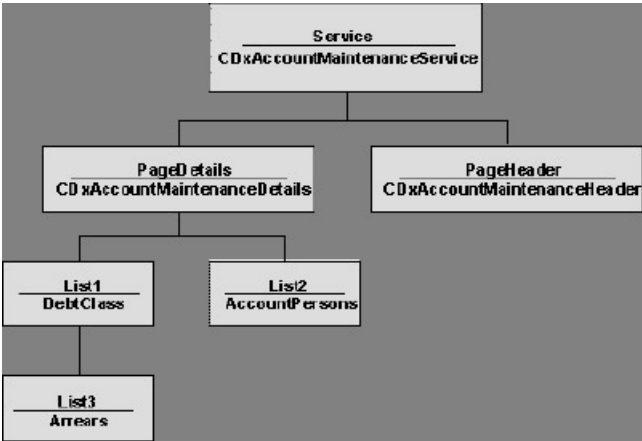 Service
CDxAccountMaintenanceService
PageDetails
CDxAccountMaintenanceDetails
PageHeader
CDxAccountMaintenanceHeader
List1
DebtClass
List2
AccountPersons
List3
Arrears